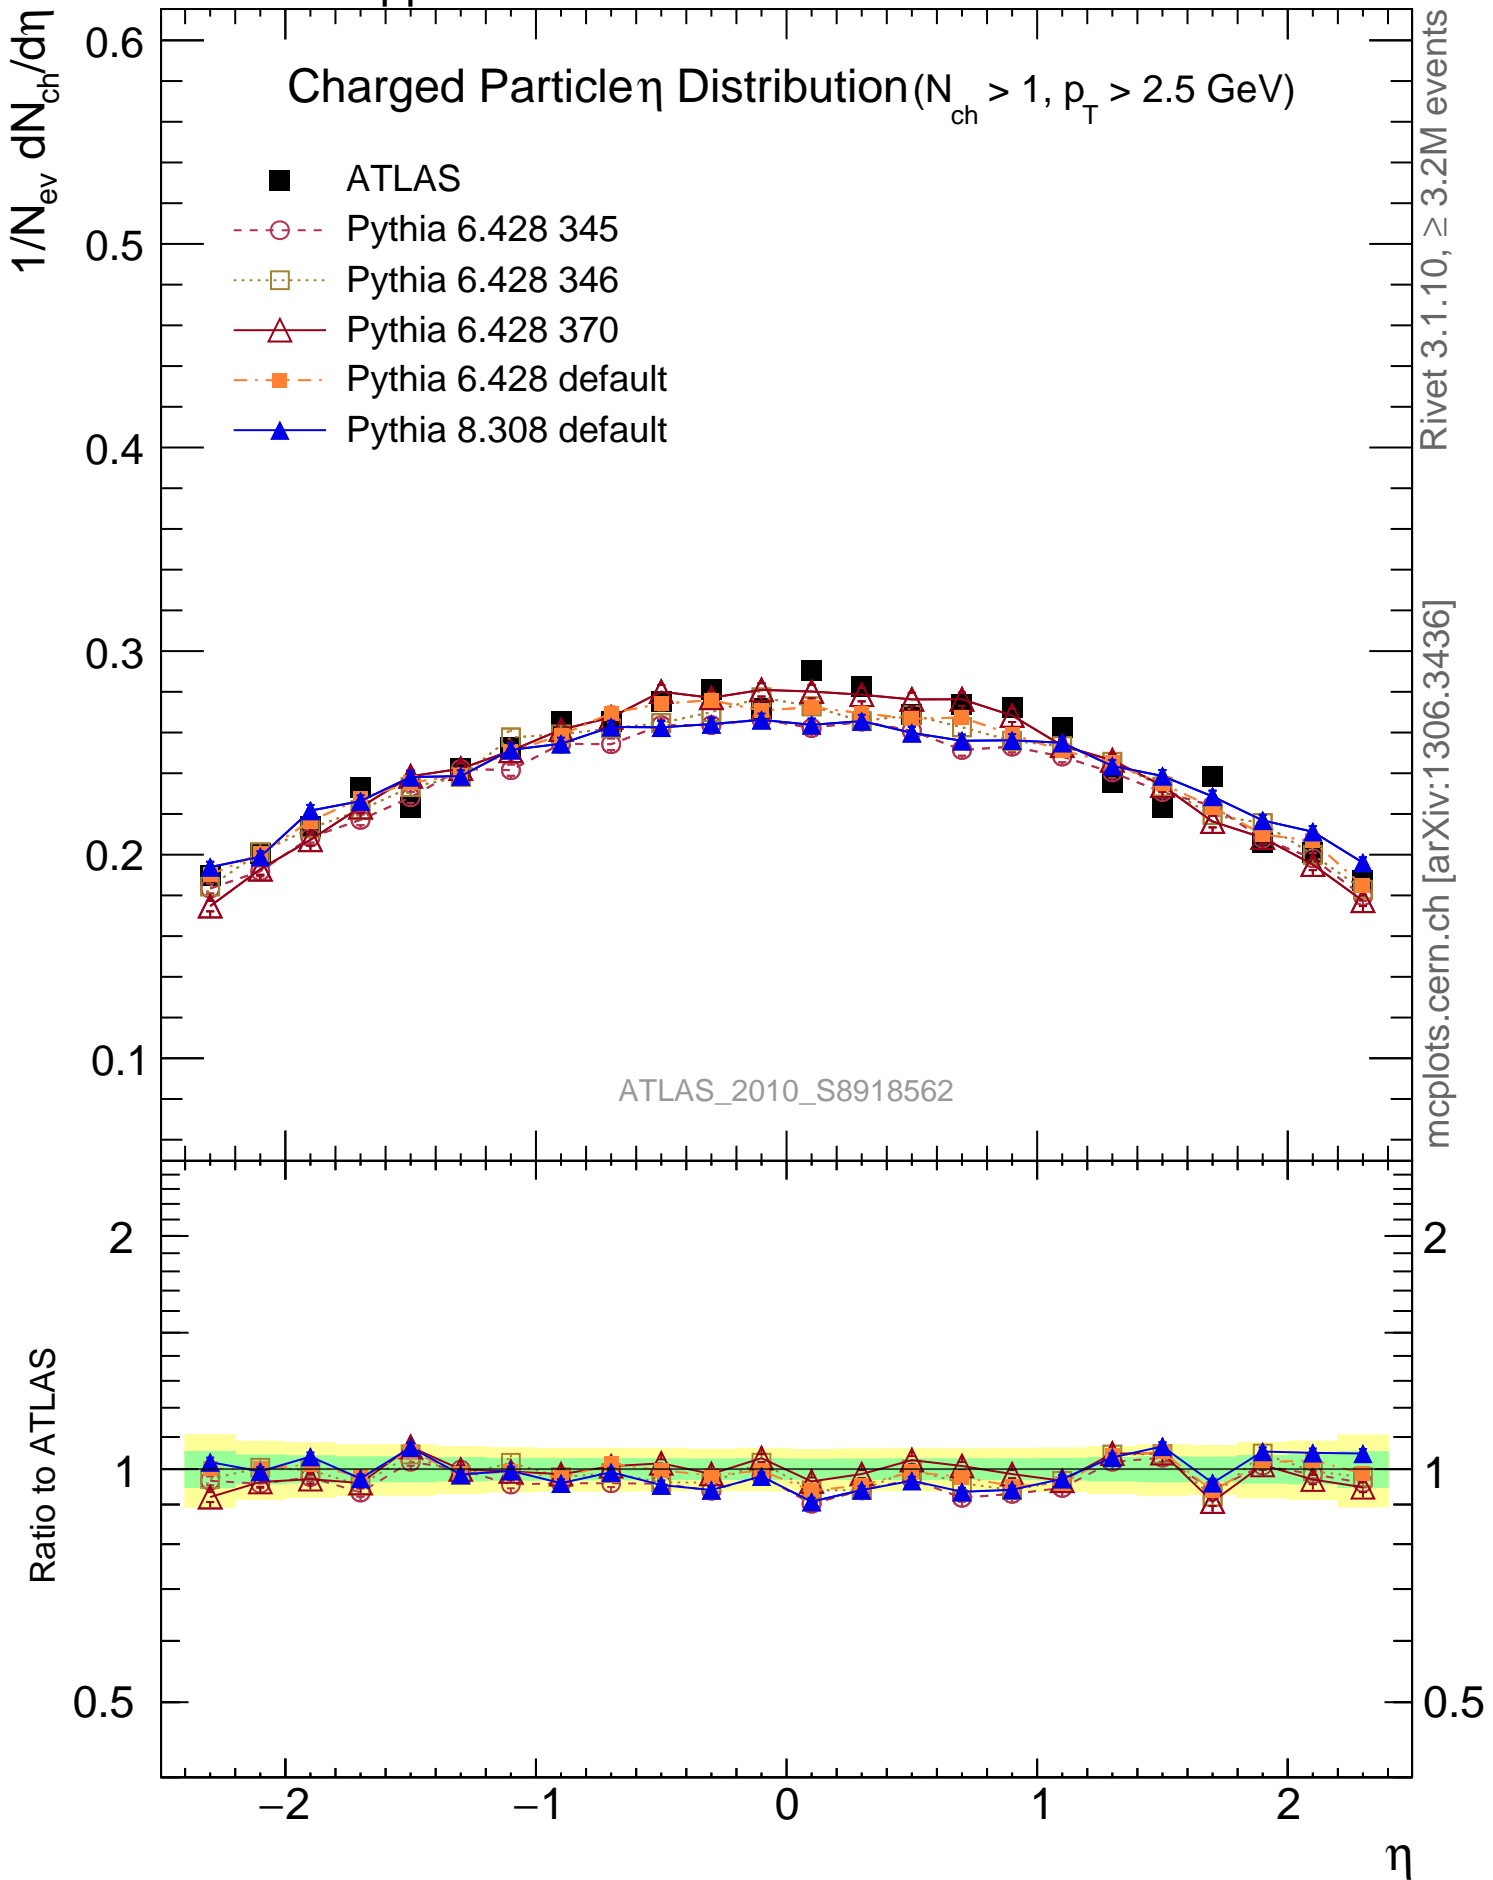 1/N_ev dN_ch/dη
Charged Particle η Distribution (N_ch > 1, p_T > 2.5 GeV)
ATLAS
Pythia 6.428 345
Pythia 6.428 346
Pythia 6.428 370
Pythia 6.428 default
Pythia 8.308 default
0.6
0.5
0.4
0.3
0.2
0.1
ATLAS_2010_S8918562
Rivet 3.1.10, ≥ 3.2M events
mcplots.cern.ch [arXiv:1306.3436]
Ratio to ATLAS
2
1
0.5
2
1
0.5
−2 −1 0 1 2
η